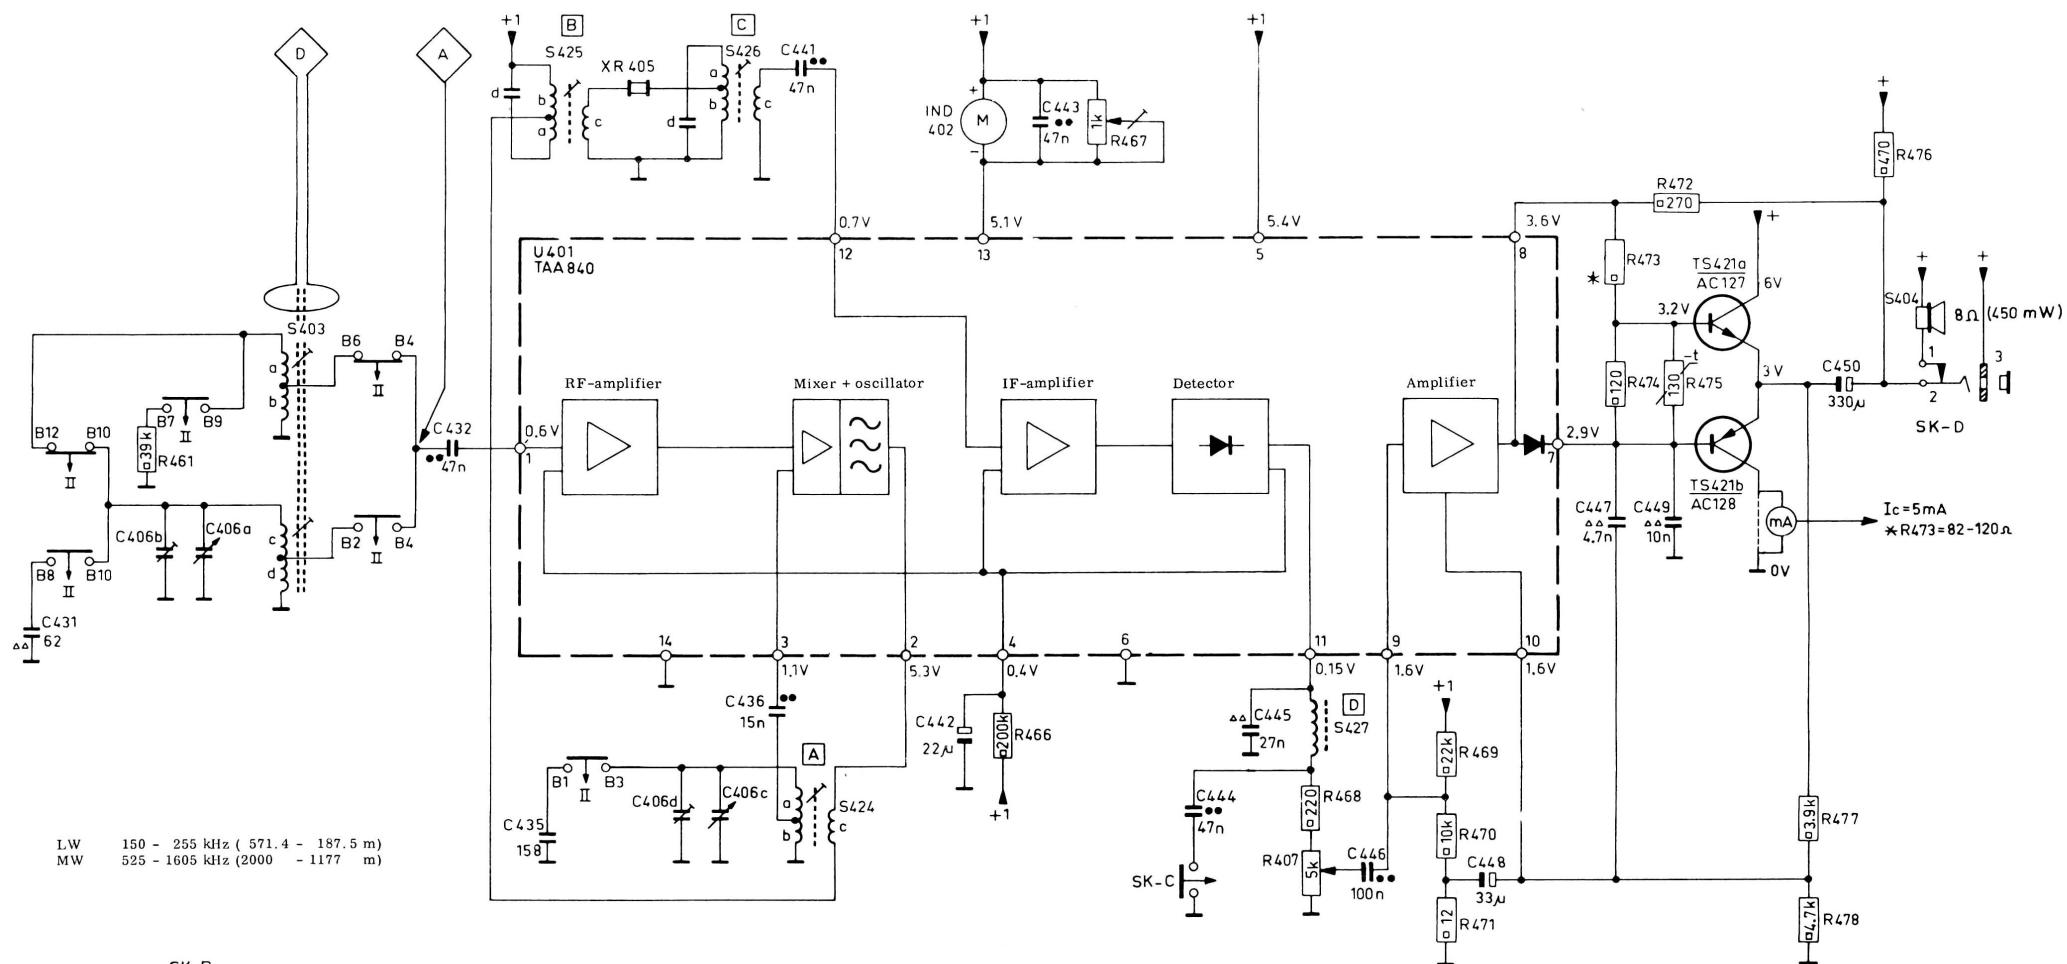 D
A
+1
B
S425
d
b
a
c
XR 405
C
S426
a
b
d
c
C441
47n
+1
+
IND
402
M
-
C443
47n
1k
R467
+1
+
470
R476
R472
270
0.7V
5.1V
5.4V
3.6V
12
13
5
8
U401
TAA 840
R473
*
TS421a
AC127
+
6V
3.2V
+
S404
+
8Ω (450 mW)
S403
B6
B4
II
a
b
B7
B9
II
39k
R461
B12
B10
II
RF-amplifier
Mixer + oscillator
IF-amplifier
Detector
Amplifier
120
R474
130
-t
R475
3V
C450
330µ
1
2
3
SK-D
C432
47n
0.6V
1
2.9V
7
TS421b
AC128
C406b
C406a
c
d
B2
B4
II
B8
B10
II
C431
62
C447
4.7n
C449
10n
mA
Ic=5mA
*R473=82-120Ω
0V
14
3
2
4
6
11
9
10
1.1V
5.3V
0.4V
0.15V
1.6V
1.6V
C436
15n
C442
22µ
200k
R466
+1
C445
27n
D
S427
+1
22k
R469
A
B1
B3
II
C406d
C406c
a
b
S424
c
C435
158
C444
47n
220
R468
10k
R470
3.9k
R477
R407
5k
C446
100n
C448
33µ
SK-C
12
R471
4.7k
R478
LW 150 - 255 kHz ( 571.4 - 187.5 m)
MW 525 - 1605 kHz (2000 - 1177 m)